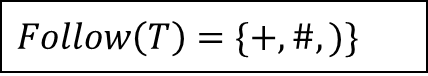 Follow(T) = {+,#,)}